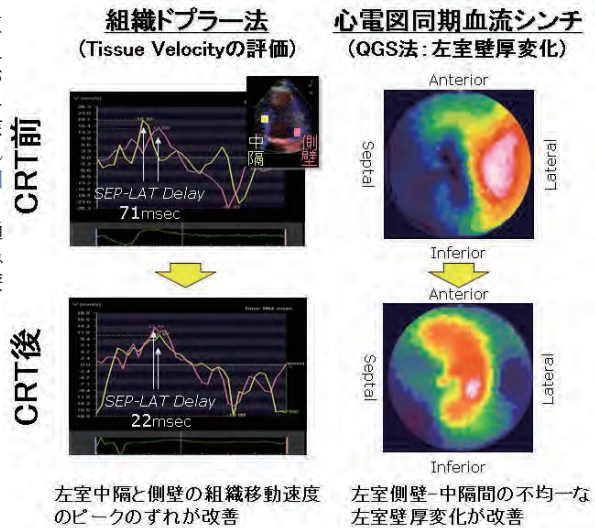 組織ドプラー法
(Tissue Velocityの評価)
心電図同期血流シンチ
(QGS法:左室壁厚変化)
CRT前
中隔
側壁
SEP-LAT Delay
71msec
Anterior
Septal
Lateral
Inferior
CRT後
SEP-LAT Delay
22msec
Anterior
Septal
Lateral
Inferior
左室中隔と側壁の組織移動速度
のピークのずれが改善
左室側壁-中隔間の不均一な
左室壁厚変化が改善